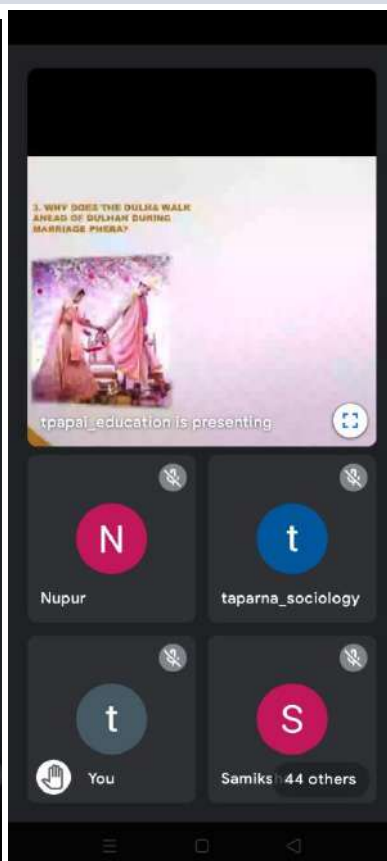 3. WHY DOES THE DULHA WALK
AHEAD OF DULHAN DURING
MARRIAGE PHERA?
tpapai_education is presenting
N
t
Nupur
taparna_sociology
t
S
You
Samiksh
44 others